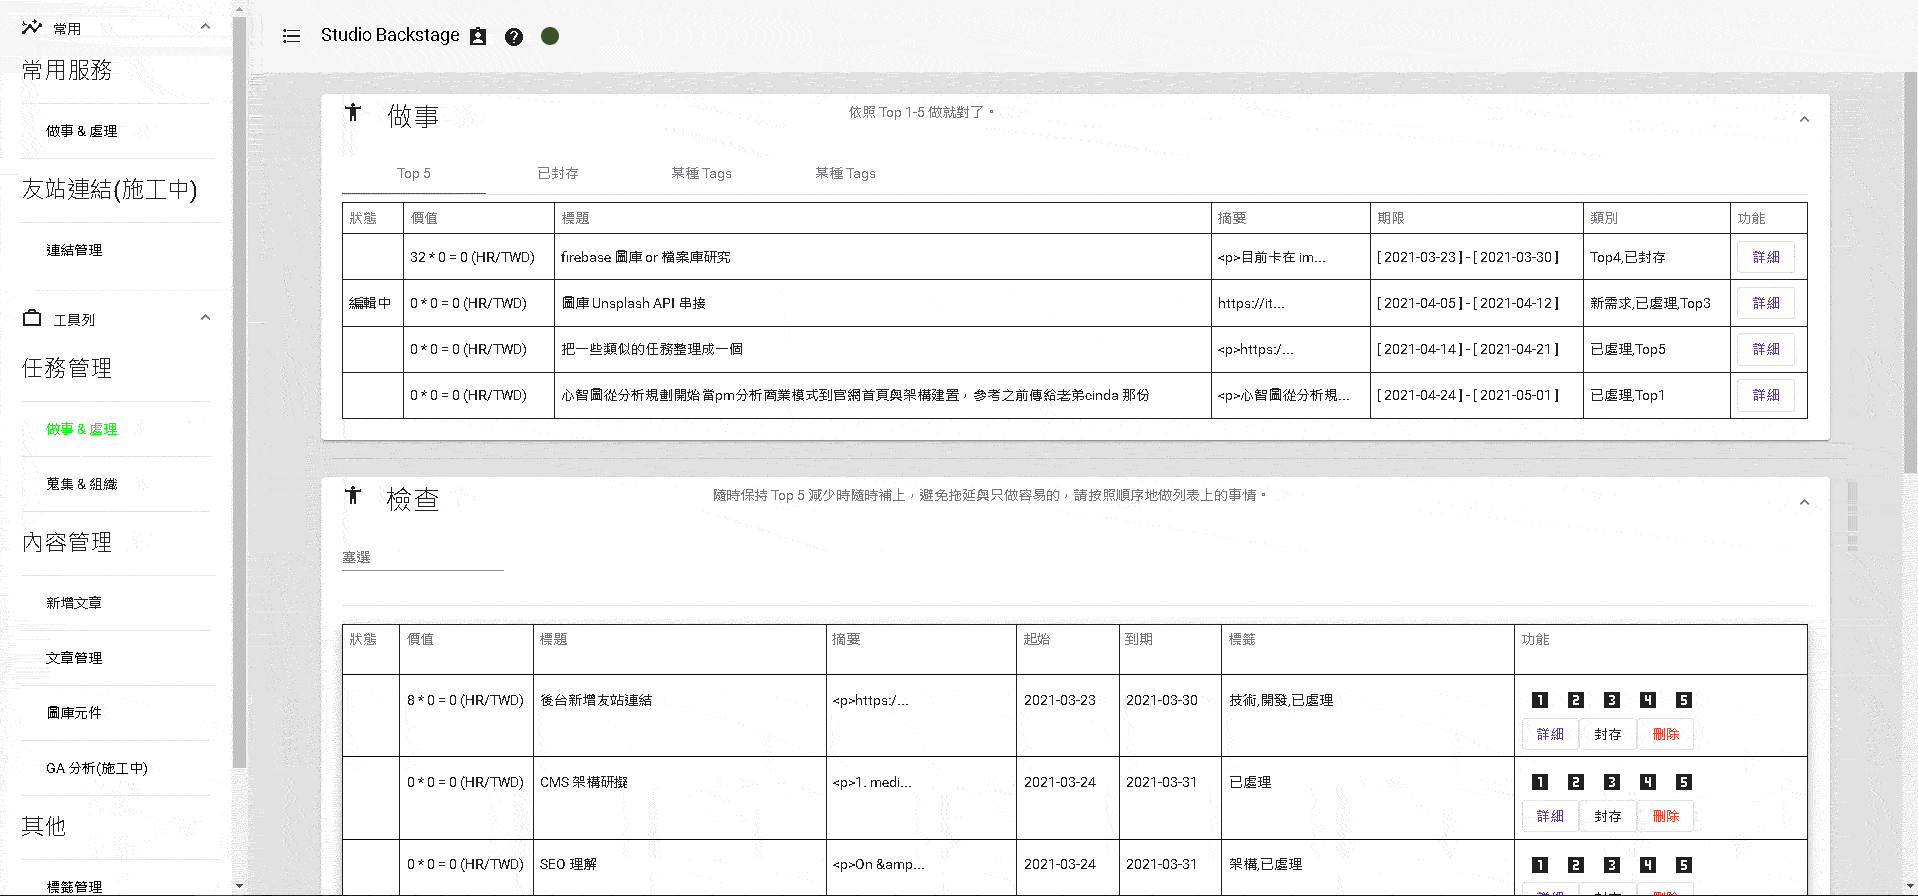 常用
常用服務
做事 & 處理
友站連結(施工中)
連結管理
工具列
任務管理
做事 & 處理
蒐集 & 組織
內容管理
新增文章
文章管理
圖庫元件
GA 分析(施工中)
其他
標籤管理
Studio Backstage
做事
依照 Top 1-5 做就對了。
Top 5 已封存 某種 Tags 某種 Tags
狀態 價值 標題 摘要 期限 類別 功能
32 * 0 = 0 (HR/TWD) firebase 圖庫 or 檔案庫研究 <p>目前卡在 im... [ 2021-03-23 ] - [ 2021-03-30 ] Top4,已封存 詳細
編輯中 0 * 0 = 0 (HR/TWD) 圖庫 Unsplash API 串接 https://it... [ 2021-04-05 ] - [ 2021-04-12 ] 新需求,已處理,Top3 詳細
0 * 0 = 0 (HR/TWD) 把一些類似的任務整理成一個 <p>https:/... [ 2021-04-14 ] - [ 2021-04-21 ] 已處理,Top5 詳細
0 * 0 = 0 (HR/TWD) 心智圖從分析規劃開始當pm分析商業模式到官網首頁與架構建置，參考之前傳給老弟cinda 那份 <p>心智圖從分析規... [ 2021-04-24 ] - [ 2021-05-01 ] 已處理,Top1 詳細
檢查
隨時保持 Top 5 減少時隨時補上，避免拖延與只做容易的，請按照順序地做列表上的事情。
塞選
狀態 價值 標題 摘要 起始 到期 標籤 功能
8 * 0 = 0 (HR/TWD) 後台新增友站連結 <p>https:/... 2021-03-23 2021-03-30 技術,開發,已處理 1 2 3 4 5
詳細 封存 刪除
0 * 0 = 0 (HR/TWD) CMS 架構研擬 <p>1. medi... 2021-03-24 2021-03-31 已處理 1 2 3 4 5
詳細 封存 刪除
0 * 0 = 0 (HR/TWD) SEO 理解 <p>On &amp... 2021-03-24 2021-03-31 架構,已處理 1 2 3 4 5